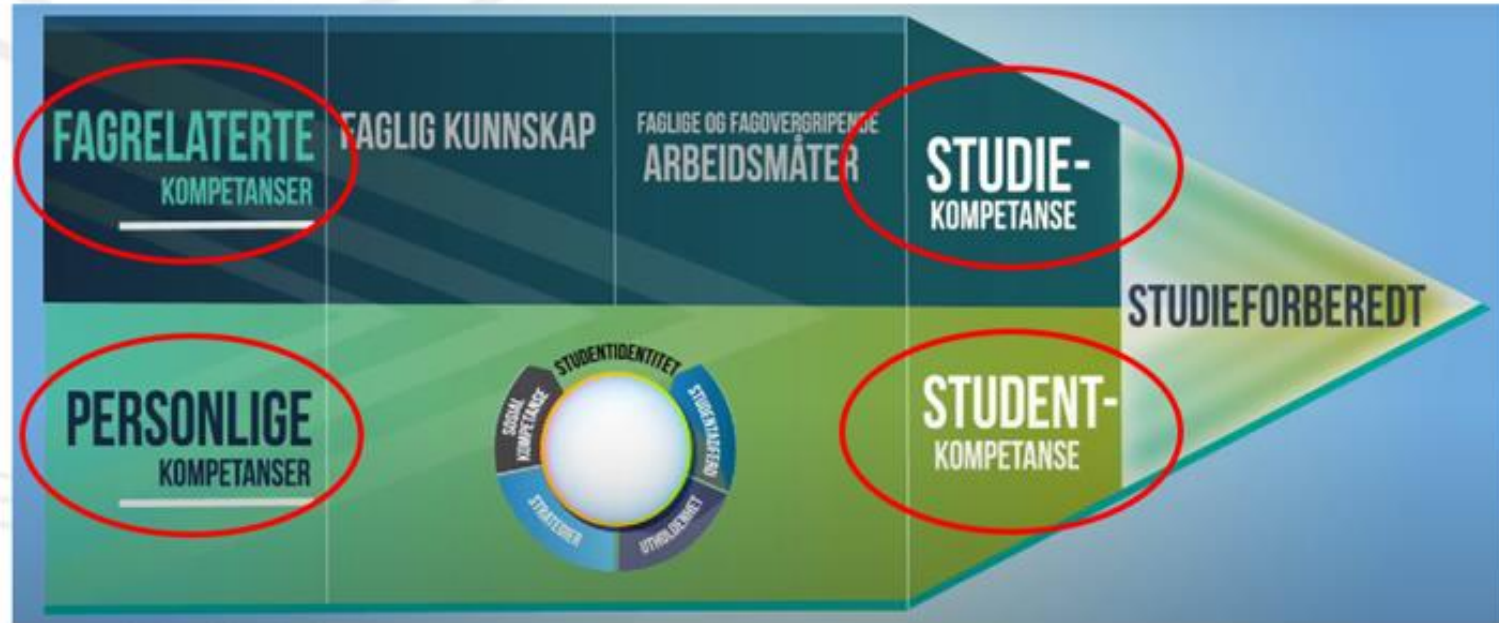 FAGRELATERTE
KOMPETANSER
FAGLIG KUNNSKAP
FAGLIGE OG FAGOVERGRIPENDE
ARBEIDSMÅTER
STUDIE-
KOMPETANSE
STUDIEFORBEREDT
PERSONLIGE
KOMPETANSER
STUDENTIDENTITET
SOSIAL
KOMPETANSE
STUDENTADFERD
STRATEGIER
UTHOLDENHET
STUDENT-
KOMPETANSE